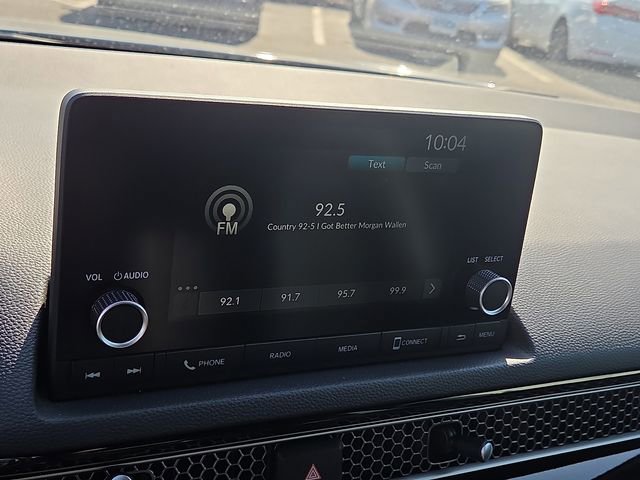 10:04
Text Scan
FM
92.5
Country 92-5 I Got Better Morgan Wallen
VOL AUDIO
LIST SELECT
92.1 91.7 95.7 99.9
PHONE RADIO MEDIA CONNECT MENU